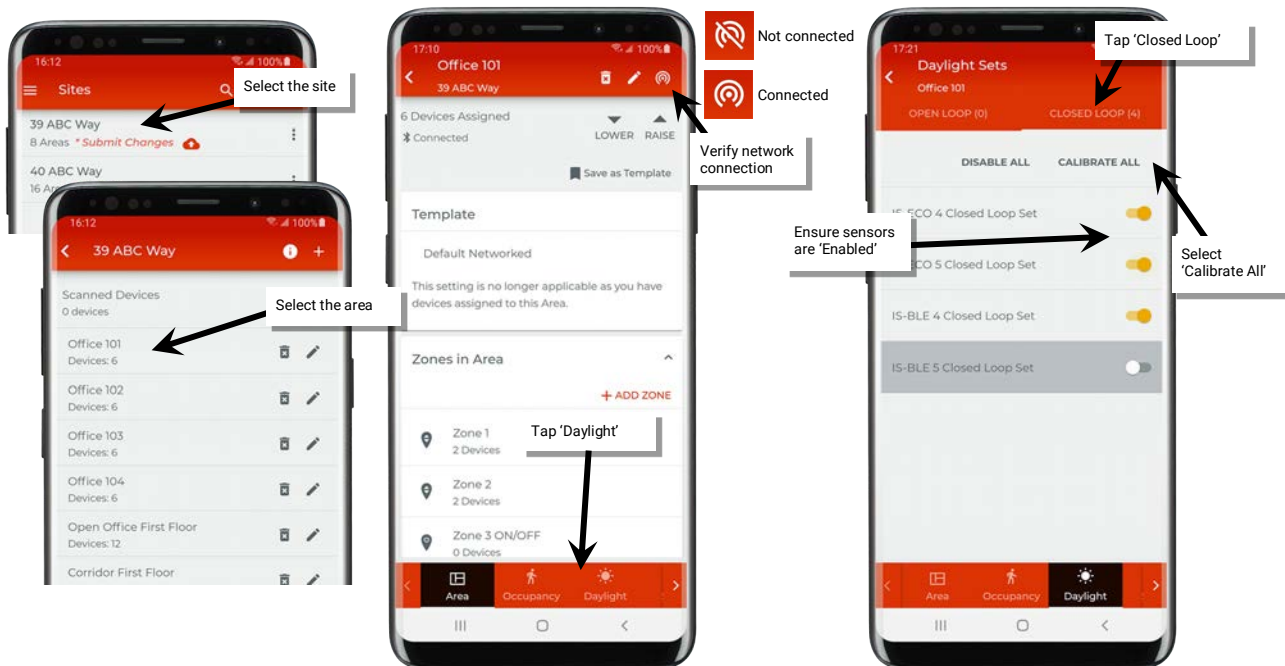 16:12
100%
Sites
39 ABC Way
8 Areas * Submit Changes
40 ABC Way
Select the site
16:12
100%
39 ABC Way
Scanned Devices
0 devices
Office 101
Devices: 6
Office 102
Devices: 6
Office 103
Devices: 6
Office 104
Devices: 6
Open Office First Floor
Devices: 12
Corridor First Floor
Select the area
17:10
100%
Office 101
39 ABC Way
6 Devices Assigned
Connected
LOWER RAISE
Save as Template
Template
Default Networked
This setting is no longer applicable as you have
devices assigned to this Area.
Zones in Area
+ ADD ZONE
Zone 1
2 Devices
Zone 2
2 Devices
Zone 3 ON/OFF
0 Devices
Area Occupancy Daylight
Tap ‘Daylight’
Not connected
Connected
Verify network
connection
17:21
Daylight Sets
Office 101
OPEN LOOP (0) CLOSED LOOP (4)
DISABLE ALL CALIBRATE ALL
IS-ECO 4 Closed Loop Set
ECO 5 Closed Loop Set
IS-BLE 4 Closed Loop Set
IS-BLE 5 Closed Loop Set
Area Occupancy Daylight
Tap ‘Closed Loop’
Ensure sensors
are ‘Enabled’
Select
‘Calibrate All’